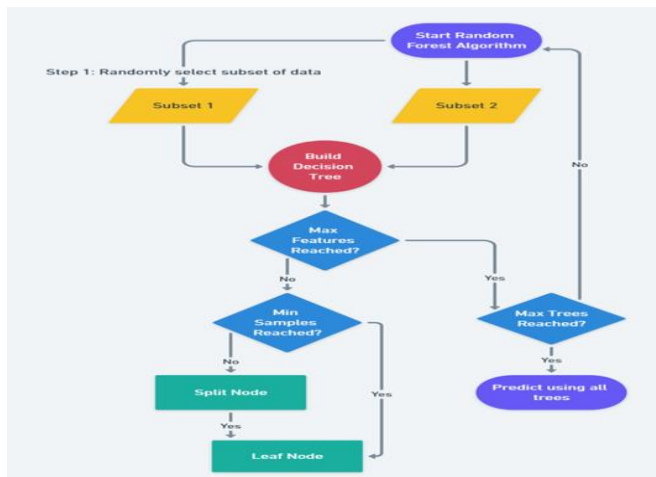 Start Random
Forest Algorithm
Step 1: Randomly select subset of data
Subset 1
Subset 2
Build
Decision
Tree
No
Max
Features
Reached?
No
Yes
Min
Samples
Reached?
Max Trees
Reached?
No
Yes
Yes
Split Node
Predict using all
trees
Yes
Leaf Node